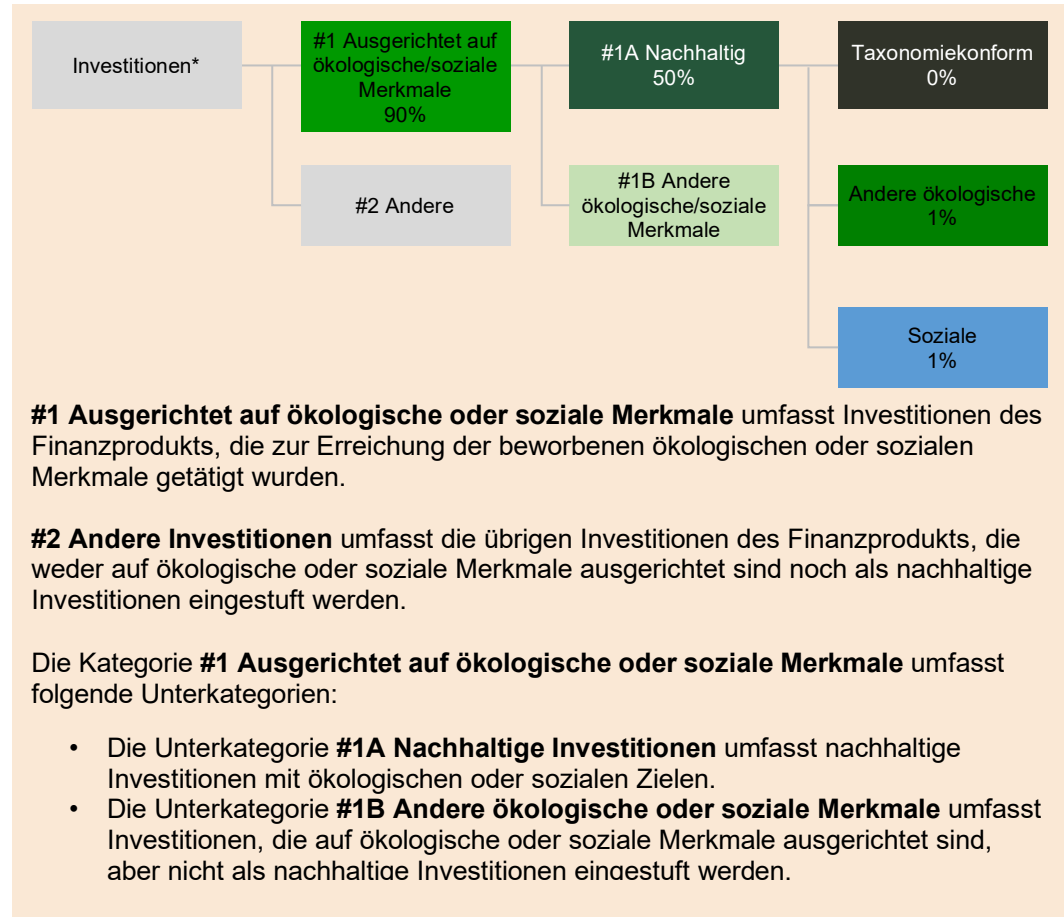 Investitionen*
#1 Ausgerichtet auf
ökologische/soziale
Merkmale
90%
#1A Nachhaltig
50%
Taxonomiekonform
0%
#2 Andere
#1B Andere
ökologische/soziale
Merkmale
Andere ökologische
1%
Soziale
1%
#1 Ausgerichtet auf ökologische oder soziale Merkmale umfasst Investitionen des
Finanzprodukts, die zur Erreichung der beworbenen ökologischen oder sozialen
Merkmale getätigt wurden.
#2 Andere Investitionen umfasst die übrigen Investitionen des Finanzprodukts, die
weder auf ökologische oder soziale Merkmale ausgerichtet sind noch als nachhaltige
Investitionen eingestuft werden.
Die Kategorie #1 Ausgerichtet auf ökologische oder soziale Merkmale umfasst
folgende Unterkategorien:
• Die Unterkategorie #1A Nachhaltige Investitionen umfasst nachhaltige
Investitionen mit ökologischen oder sozialen Zielen.
• Die Unterkategorie #1B Andere ökologische oder soziale Merkmale umfasst
Investitionen, die auf ökologische oder soziale Merkmale ausgerichtet sind,
aber nicht als nachhaltige Investitionen eingestuft werden.